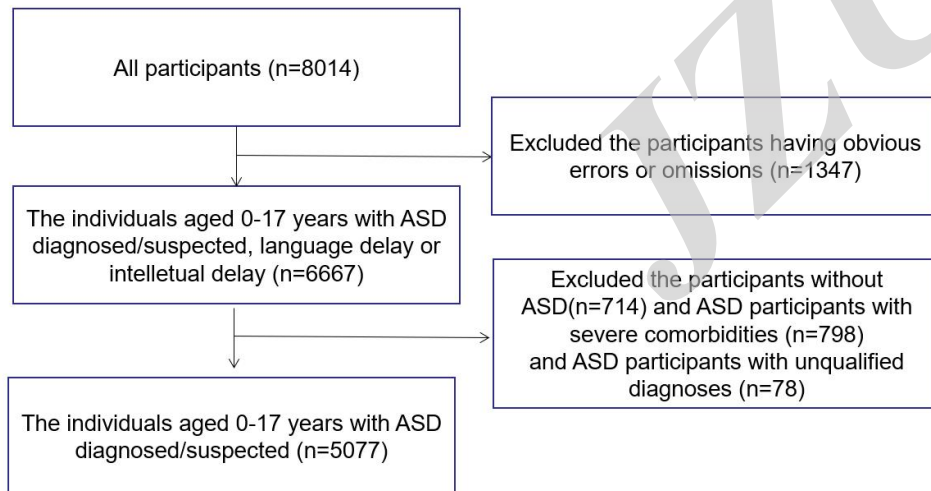 All participants (n=8014)
Excluded the participants having obvious
errors or omissions (n=1347)
The individuals aged 0-17 years with ASD
diagnosed/suspected, language delay or
intelletual delay (n=6667)
Excluded the participants without
ASD(n=714) and ASD participants with
severe comorbidities (n=798)
and ASD participants with unqualified
diagnoses (n=78)
The individuals aged 0-17 years with ASD
diagnosed/suspected (n=5077)